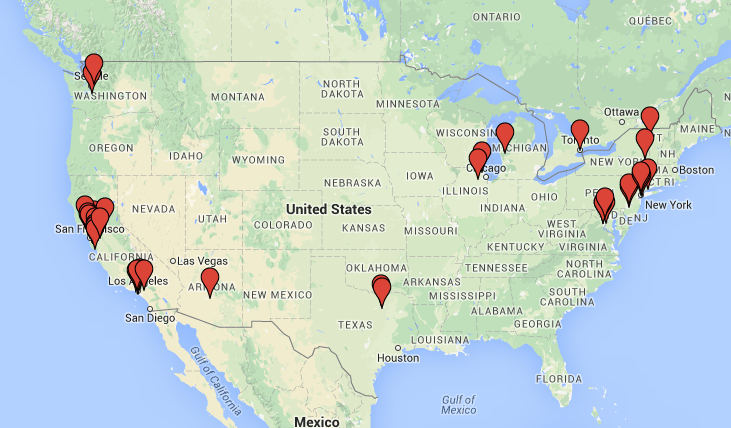 ONTARIO
QUÉBEC
WASHINGTON
MONTANA
NORTH
DAKOTA
MINNESOTA
Ottawa
MAINE
OREGON
IDAHO
WYOMING
SOUTH
DAKOTA
WISCONSIN
MICHIGAN
Toronto
NH
NEW YORK
Boston
CT
RI
NEBRASKA
IOWA
Chicago
ILLINOIS
INDIANA
OHIO
New York
NEVADA
UTAH
COLORADO
United States
KANSAS
MISSOURI
WEST
VIRGINIA
DE
NJ
San Francisco
CALIFORNIA
KENTUCKY
VIRGINIA
Las Vegas
Los Angeles
ARIZONA
NEW MEXICO
OKLAHOMA
ARKANSAS
TENNESSEE
NORTH
CAROLINA
San Diego
TEXAS
MISSISSIPPI
ALABAMA
SOUTH
CAROLINA
GEORGIA
LOUISIANA
Houston
Gulf of California
FLORIDA
Gulf of
Mexico
Mexico